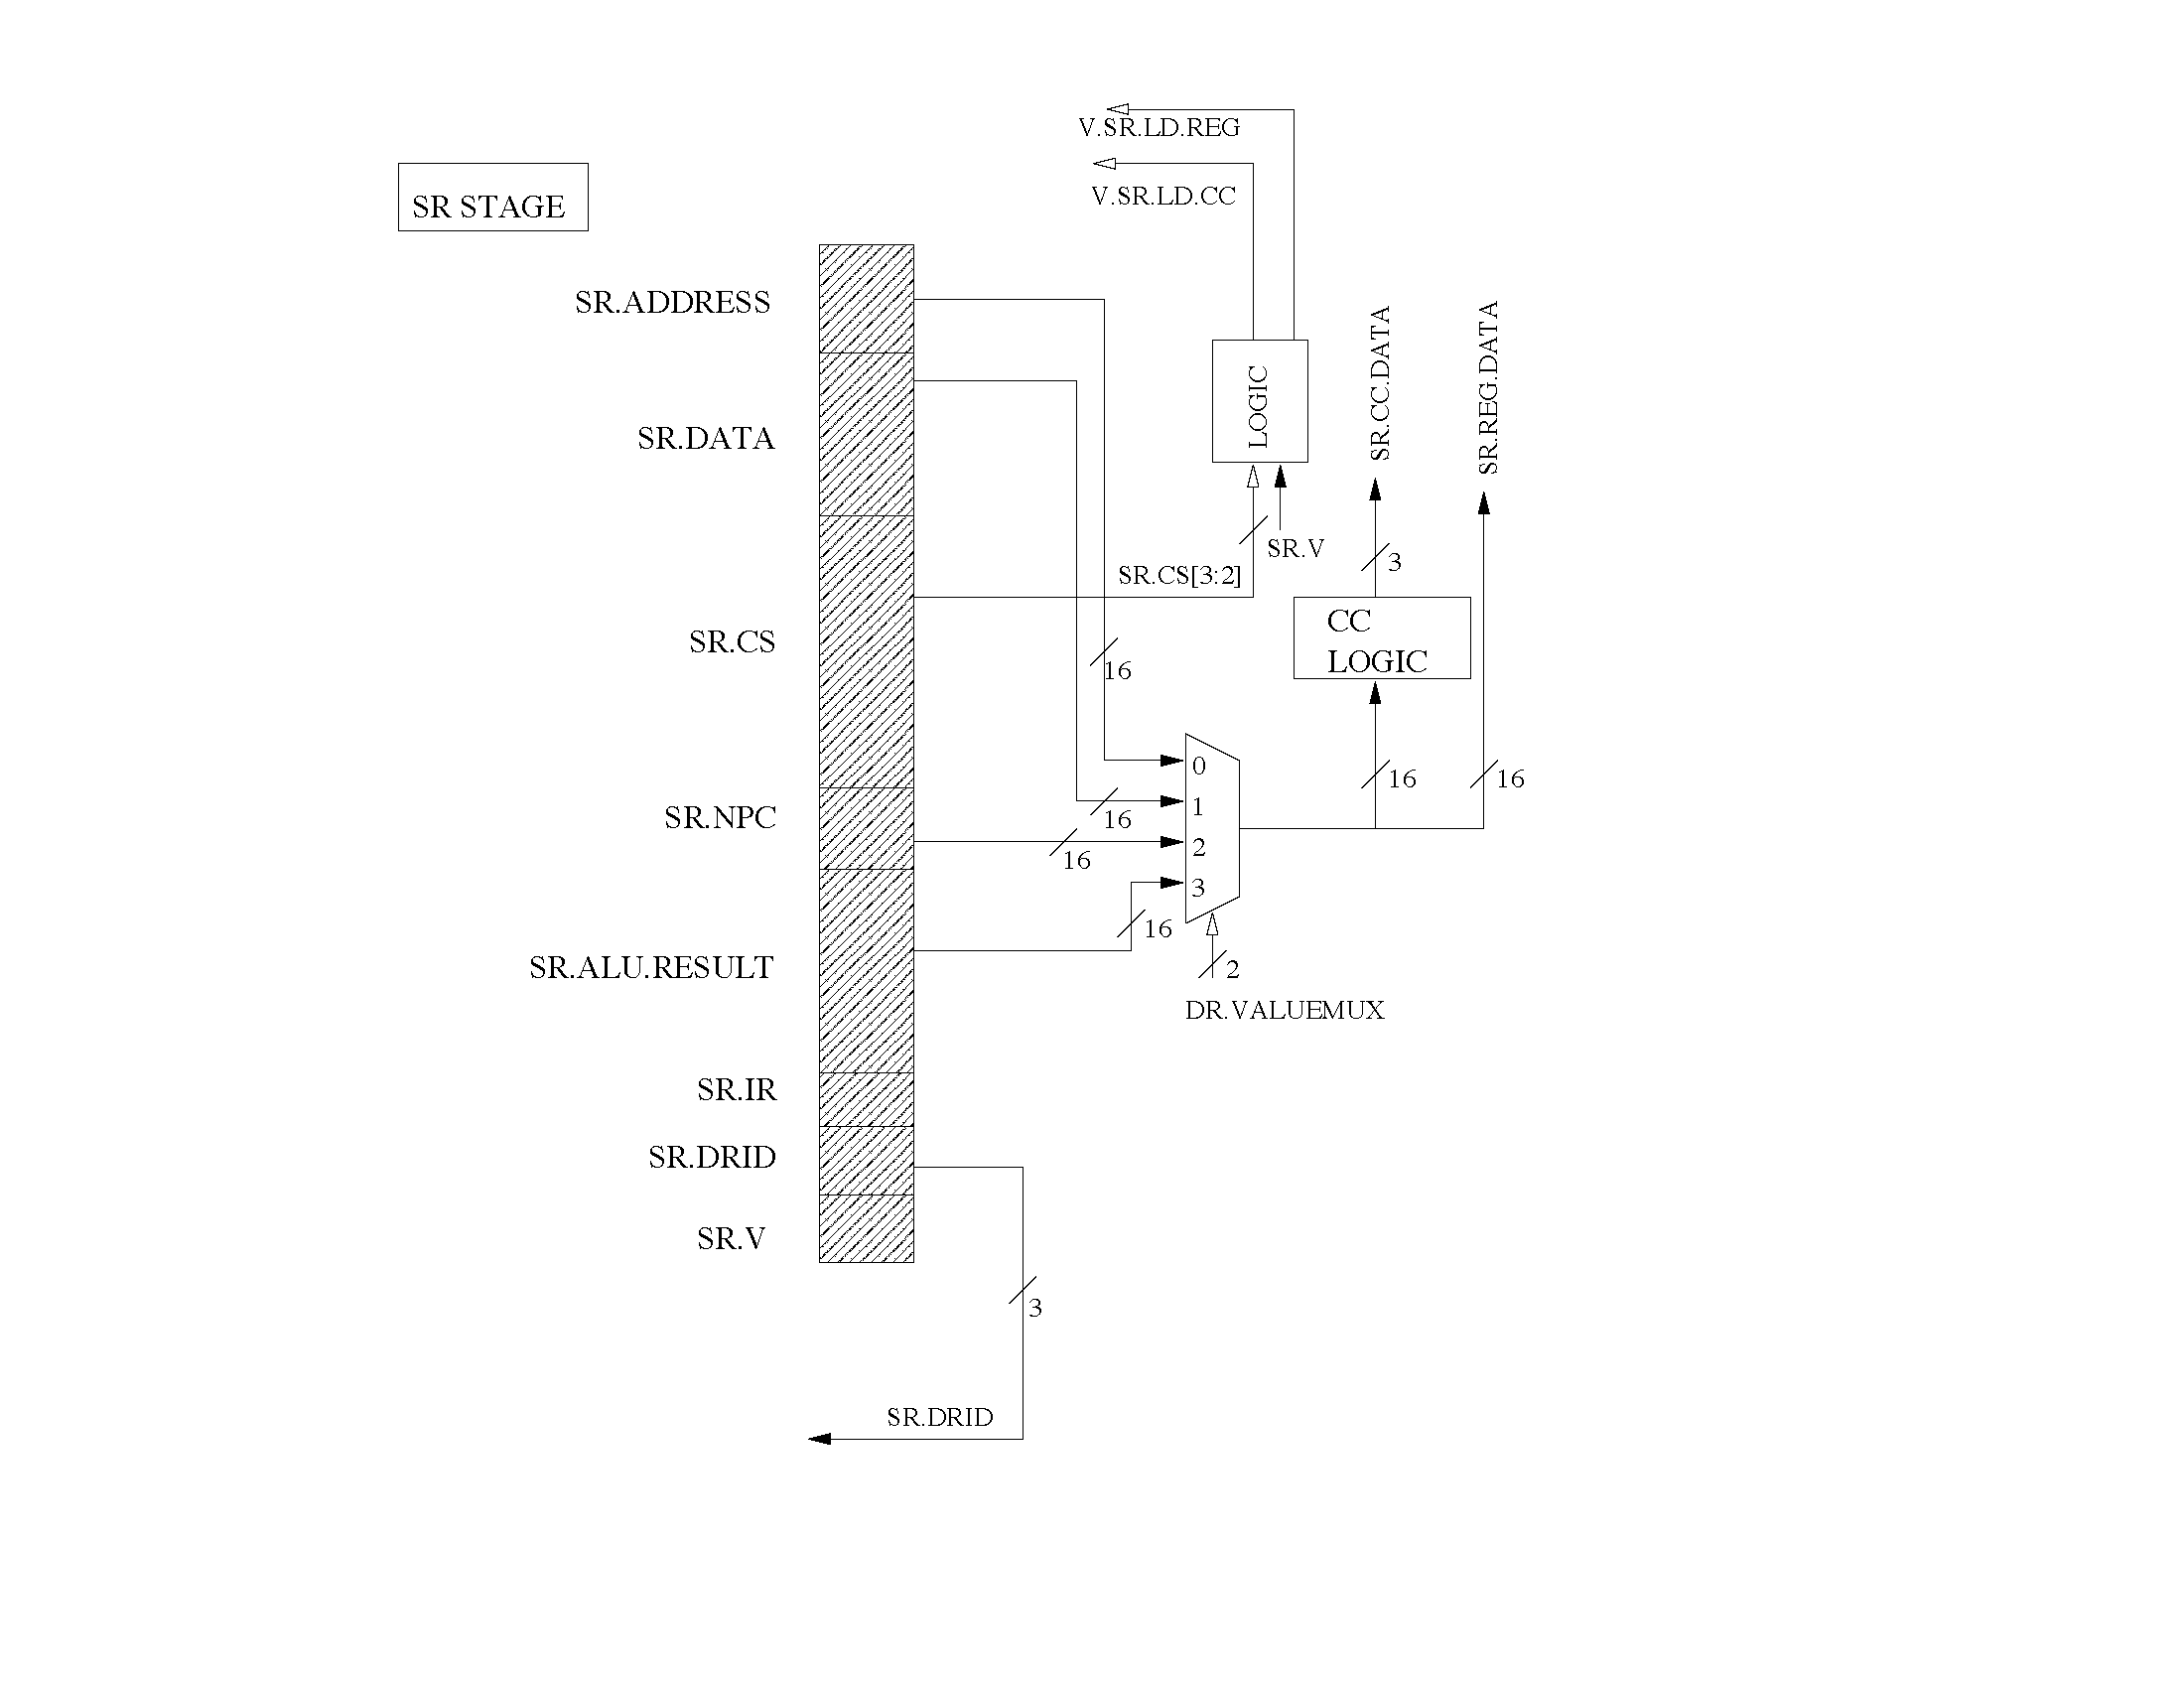 V.SR.LD.REG
V.SR.LD.CC
SR STAGE
SR.ADDRESS
SR.DATA
SR.CS
SR.NPC
SR.ALU.RESULT
SR.IR
SR.DRID
SR.V
LOGIC
SR.CC.DATA
SR.REG.DATA
SR.V
SR.CS[3:2]
3
CC
LOGIC
16
16
16
0
1
16
2
16
3
16
2
DR.VALUEMUX
3
SR.DRID